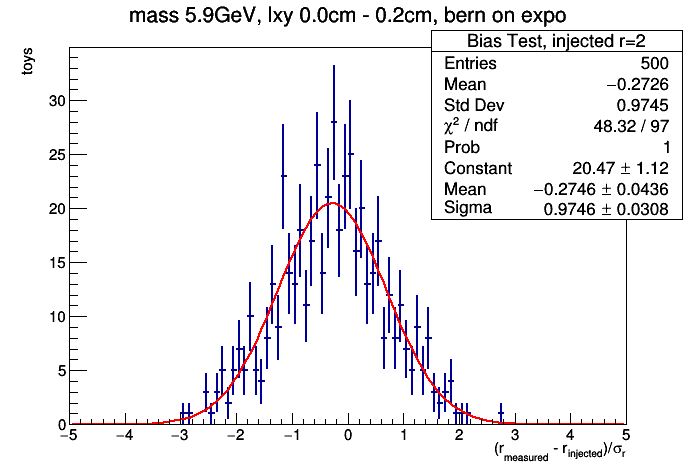 mass 5.9GeV, lxy 0.0cm - 0.2cm, bern on expo
toys
Bias Test, injected r=2
Entries 500
Mean −0.2726
Std Dev 0.9745
χ² / ndf 48.32 / 97
Prob 1
Constant 20.47 ± 1.12
Mean −0.2746 ± 0.0436
Sigma 0.9746 ± 0.0308
30
25
20
15
10
5
0
−5 −4 −3 −2 −1 0 1 2 3 4 5
(r_measured - r_injected)/σ_r